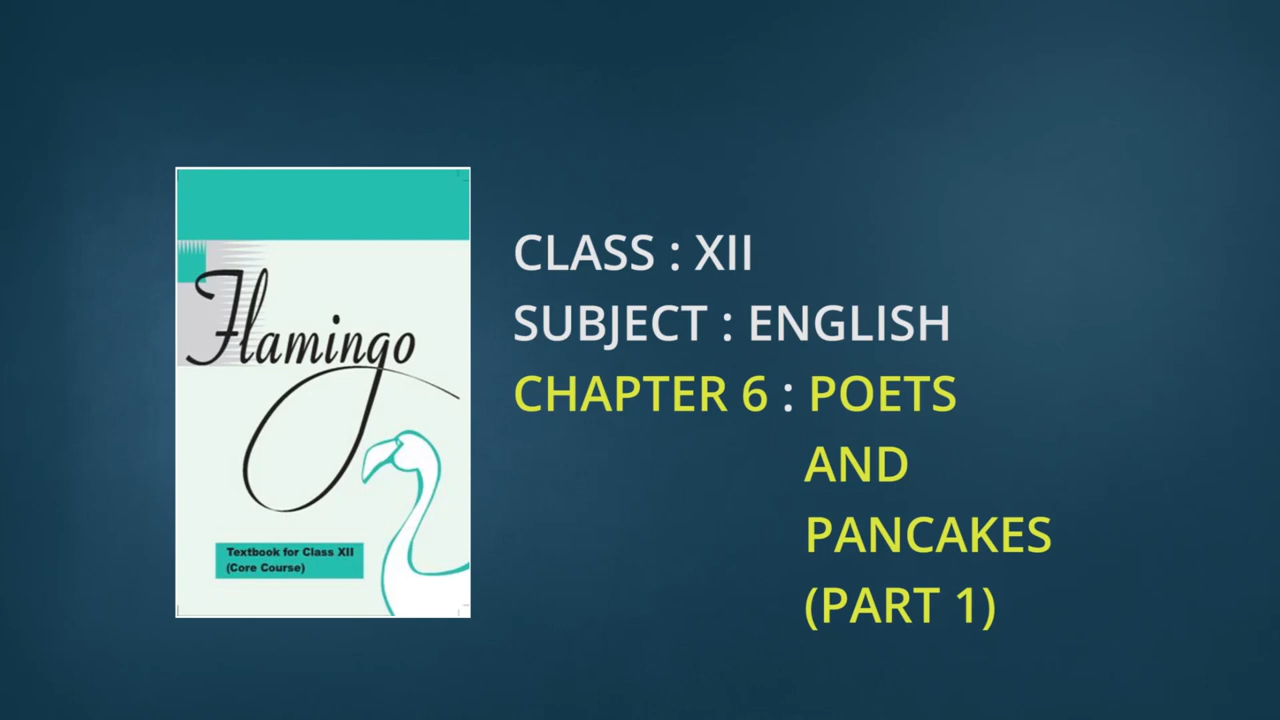 Flamingo
Textbook for Class XII
(Core Course)
CLASS : XII
SUBJECT : ENGLISH
CHAPTER 6 : POETS
AND
PANCAKES
(PART 1)